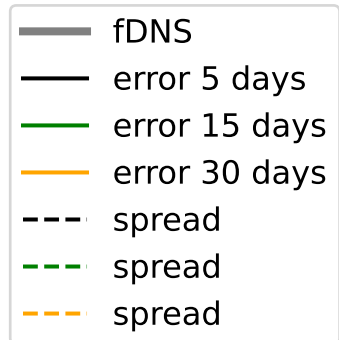 fDNS
error 5 days
error 15 days
error 30 days
spread
spread
spread